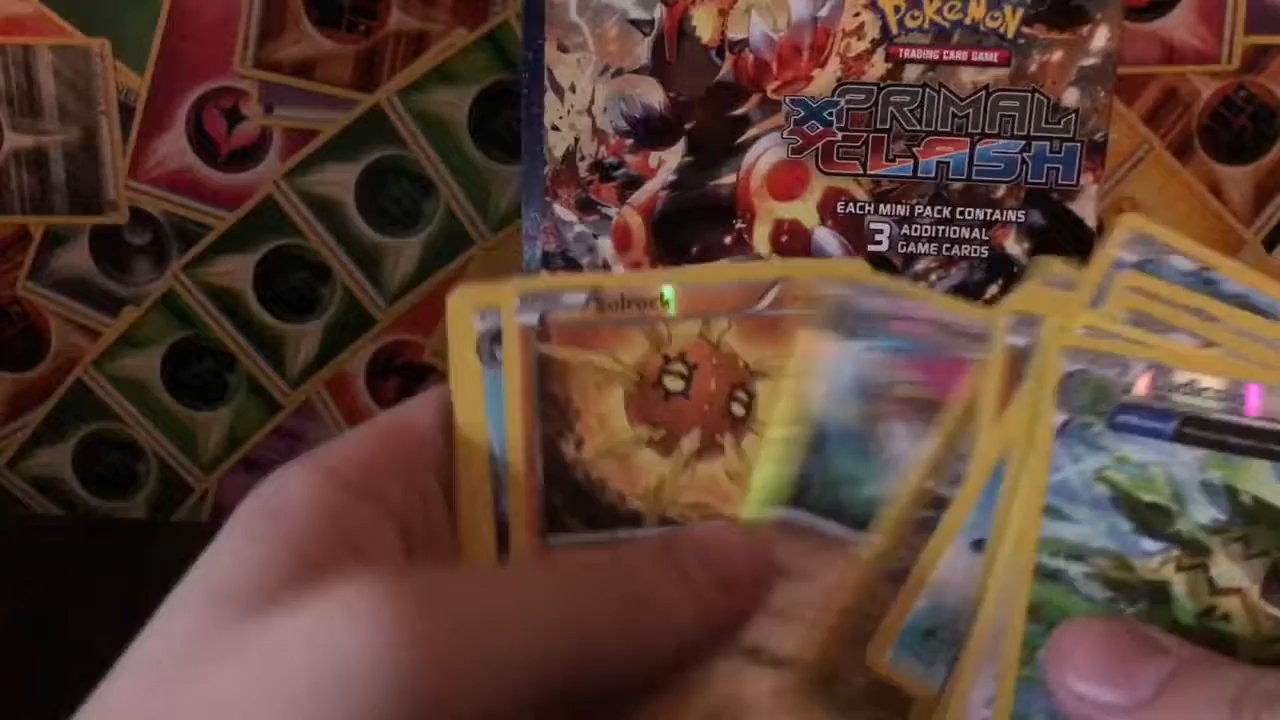 POKéMON
TRADING CARD GAME
XY PRIMAL
CLASH
EACH MINI PACK CONTAINS
3 ADDITIONAL
GAME CARDS
Solrock